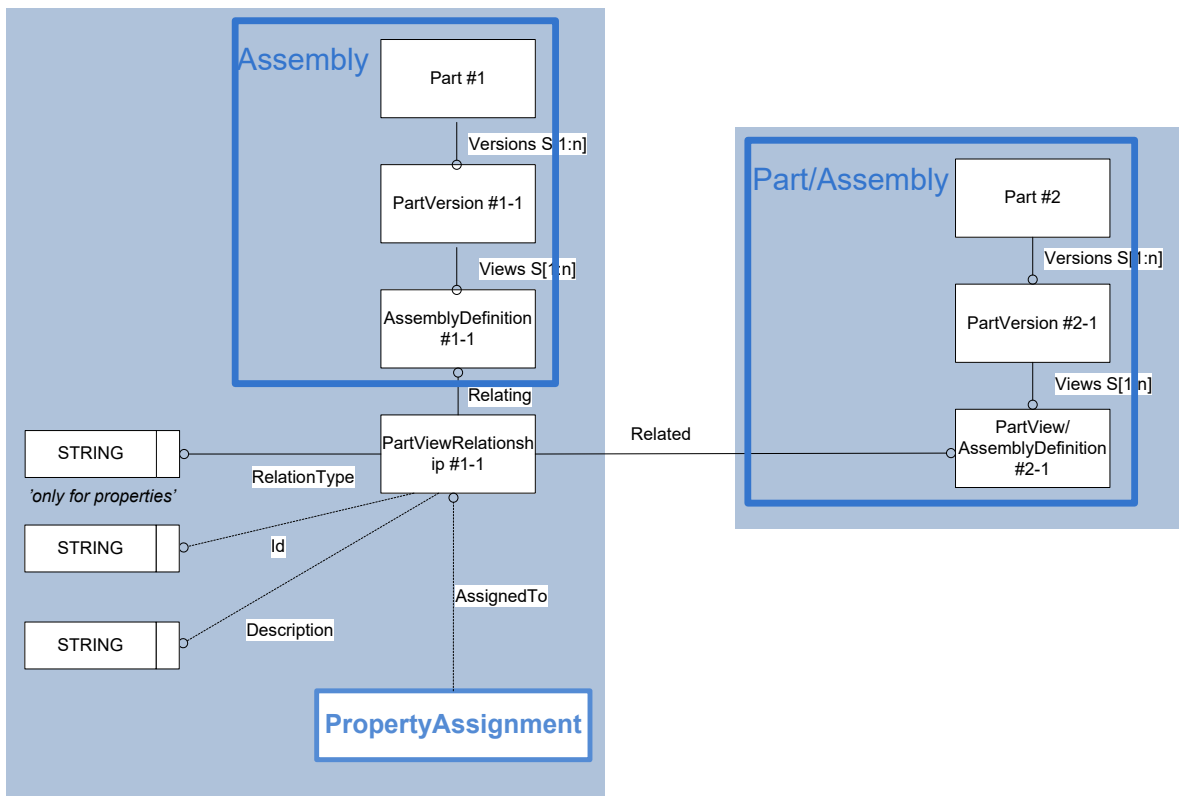 Assembly
Part #1
Versions S[1:n]
PartVersion #1-1
Views S[1:n]
AssemblyDefinition
#1-1
Relating
PartViewRelationsh
ip #1-1
Related
STRING
RelationType
'only for properties'
STRING
Id
STRING
Description
AssignedTo
PropertyAssignment
Part/Assembly
Part #2
Versions S[1:n]
PartVersion #2-1
Views S[1:n]
PartView/
AssemblyDefinition
#2-1